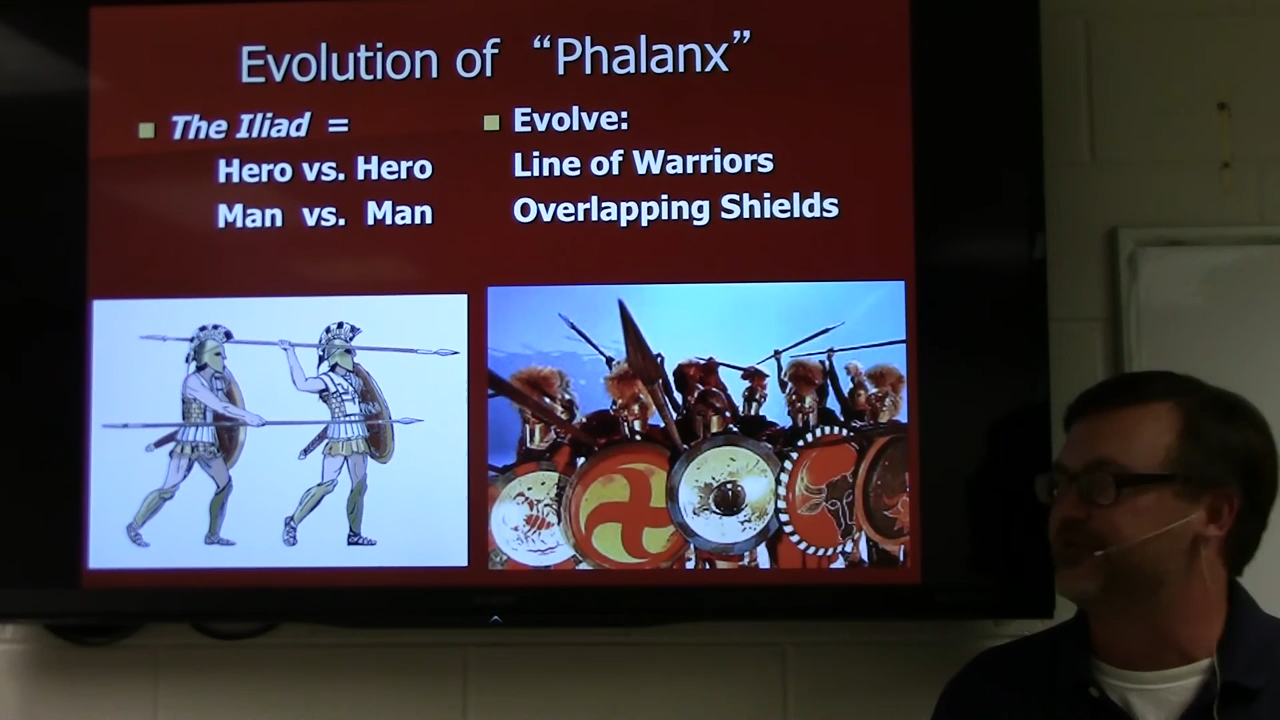 Evolution of “Phalanx”
The Iliad =
Hero vs. Hero
Man vs. Man
Evolve:
Line of Warriors
Overlapping Shields